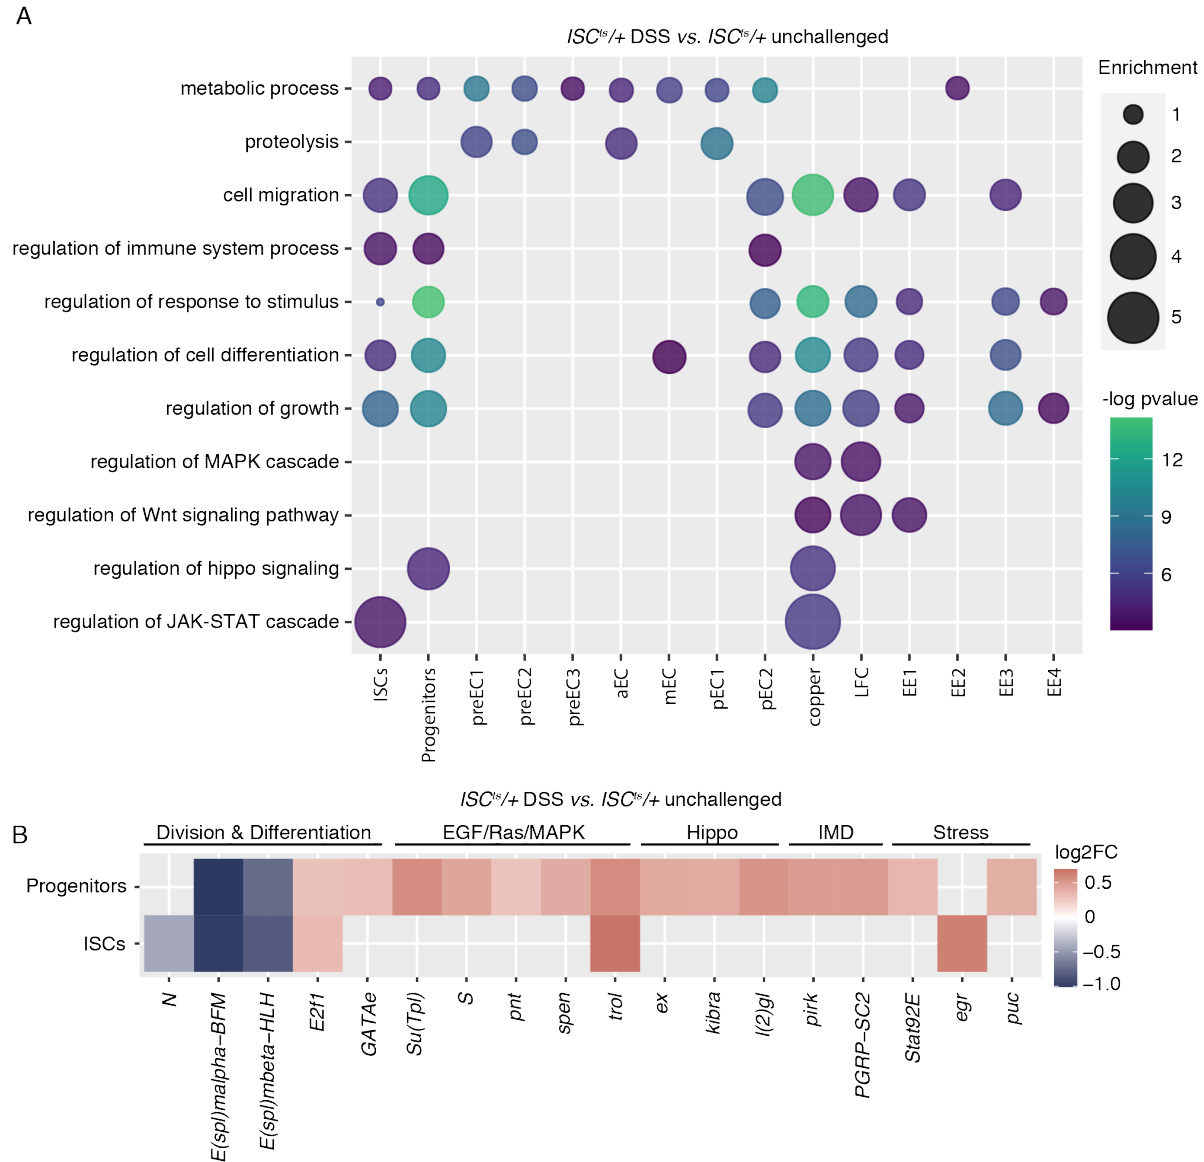 A
ISCts/+ DSS vs. ISCts/+ unchallenged
metabolic process
proteolysis
cell migration
regulation of immune system process
regulation of response to stimulus
regulation of cell differentiation
regulation of growth
regulation of MAPK cascade
regulation of Wnt signaling pathway
regulation of hippo signaling
regulation of JAK-STAT cascade
ISCs
Progenitors
preEC1
preEC2
preEC3
aEC
mEC
pEC1
pEC2
copper
LFC
EE1
EE2
EE3
EE4
Enrichment
1
2
3
4
5
-log pvalue
12
9
6
B
ISCts/+ DSS vs. ISCts/+ unchallenged
Division & Differentiation EGF/Ras/MAPK Hippo IMD Stress
Progenitors
ISCs
N
E(spl)malpha−BFM
E(spl)mbeta−HLH
E2f1
GATAe
Su(Tpl)
S
pnt
spen
trol
ex
kibra
l(2)gl
pirk
PGRP−SC2
Stat92E
egr
puc
log2FC
0.5
0
−0.5
−1.0